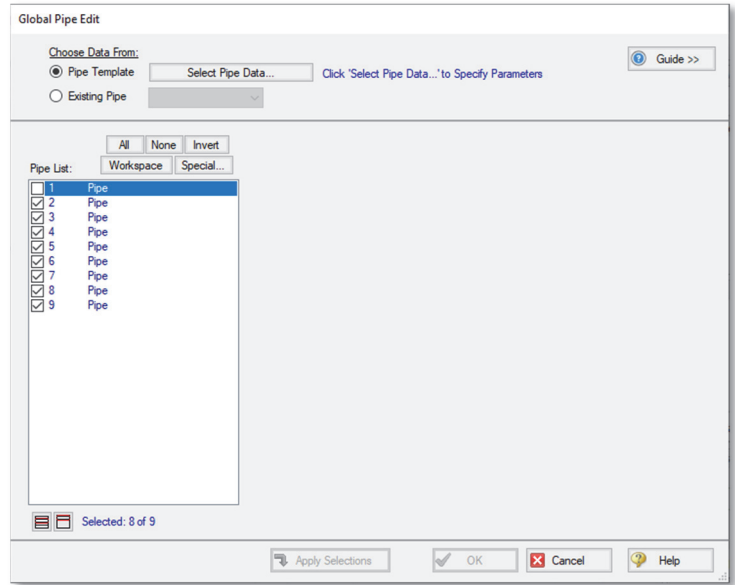 Global Pipe Edit
Choose Data From:
Pipe Template
Select Pipe Data...
Click 'Select Pipe Data...' to Specify Parameters
Guide >>
Existing Pipe
All
None
Invert
Pipe List:
Workspace
Special...
1 Pipe
2 Pipe
3 Pipe
4 Pipe
5 Pipe
6 Pipe
7 Pipe
8 Pipe
9 Pipe
Selected: 8 of 9
Apply Selections
OK
Cancel
Help